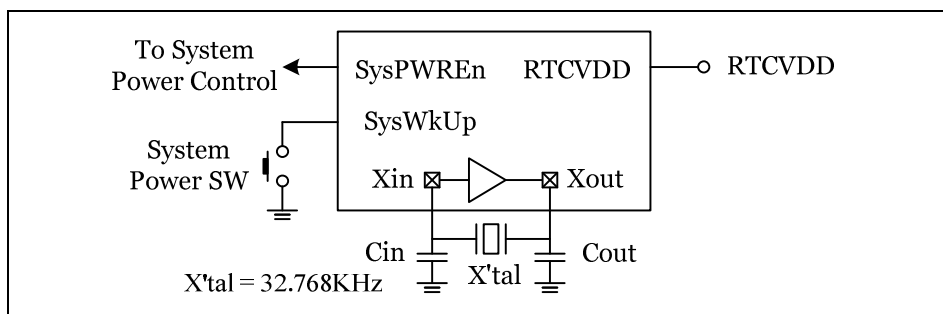 To System
Power Control
SysPWREn
RTCVDD
RTCVDD
SysWkUp
System
Power SW
Xin
Xout
Cin
X'tal
Cout
X'tal = 32.768KHz